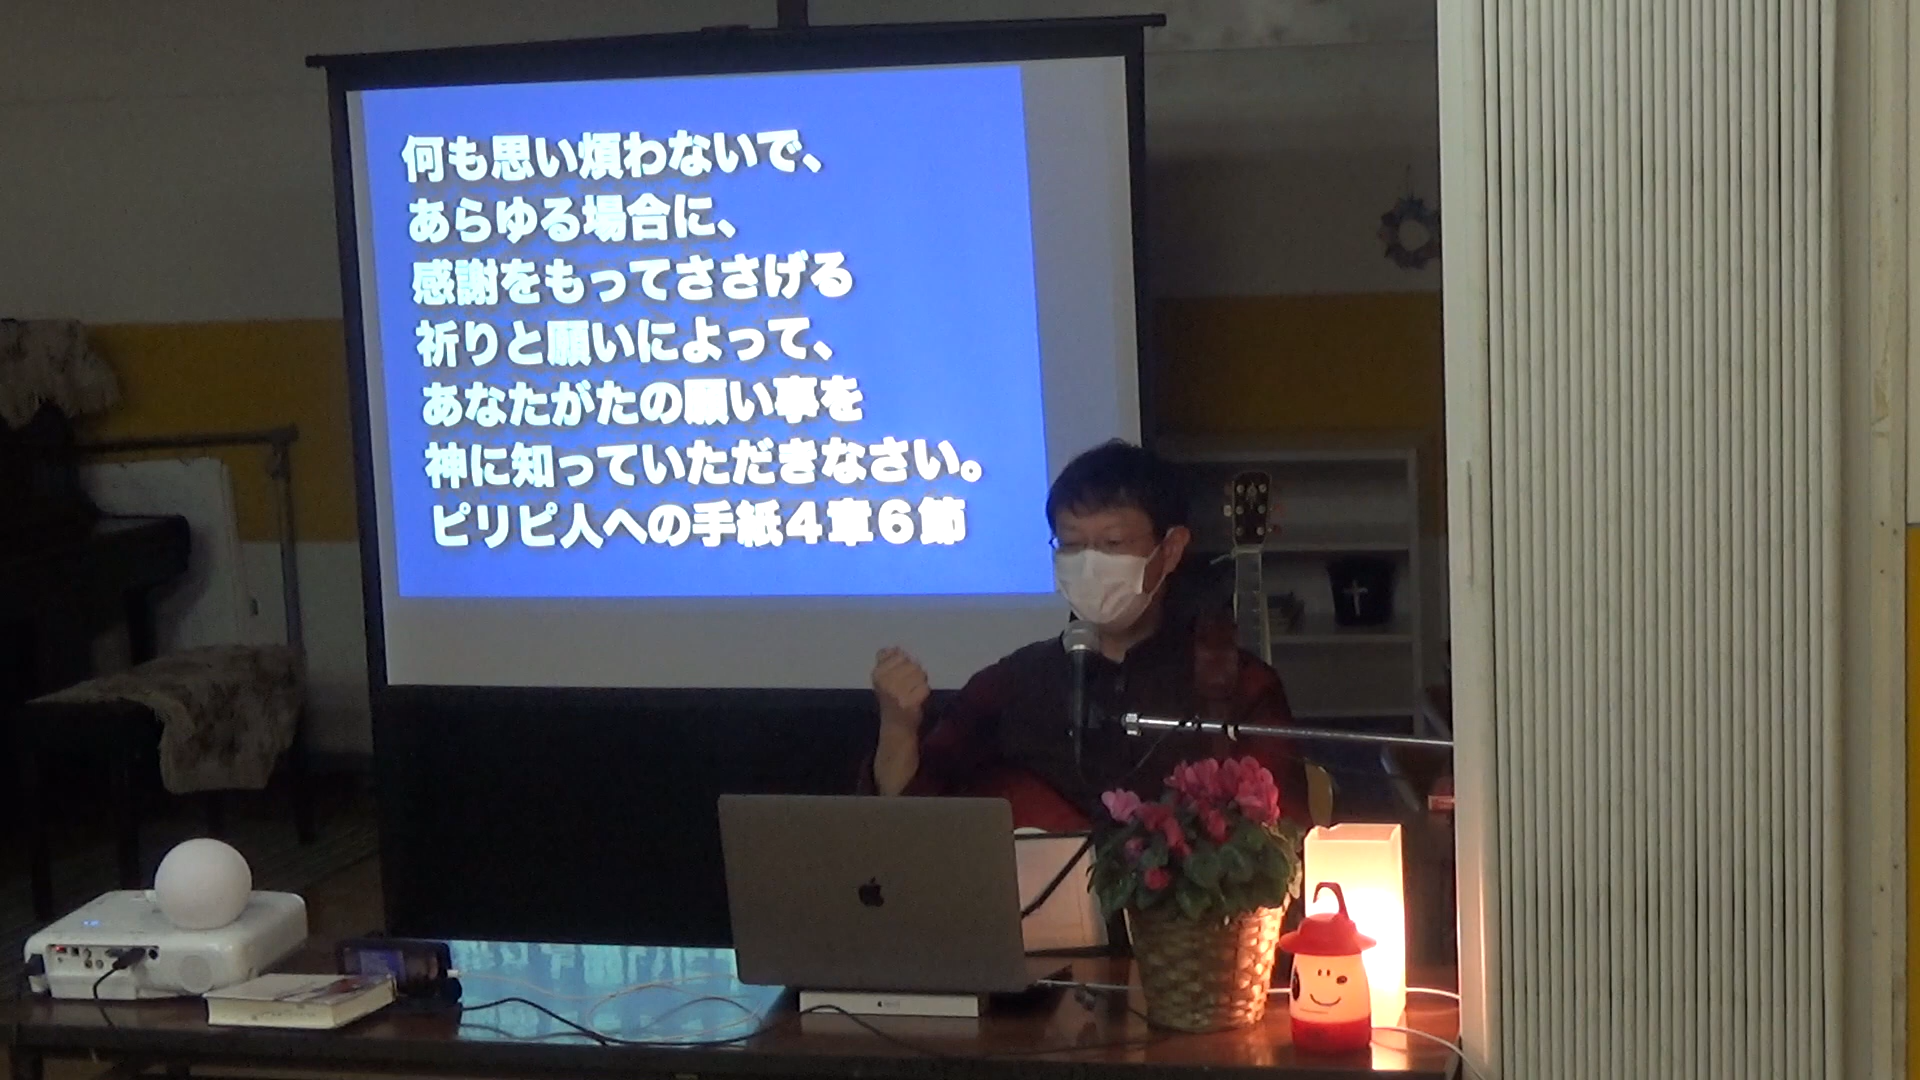 何も思い煩わないで、
あらゆる場合に、
感謝をもってささげる
祈りと願いによって、
あなたがたの願い事を
神に知っていただきなさい。
ピリピ人への手紙4章6節